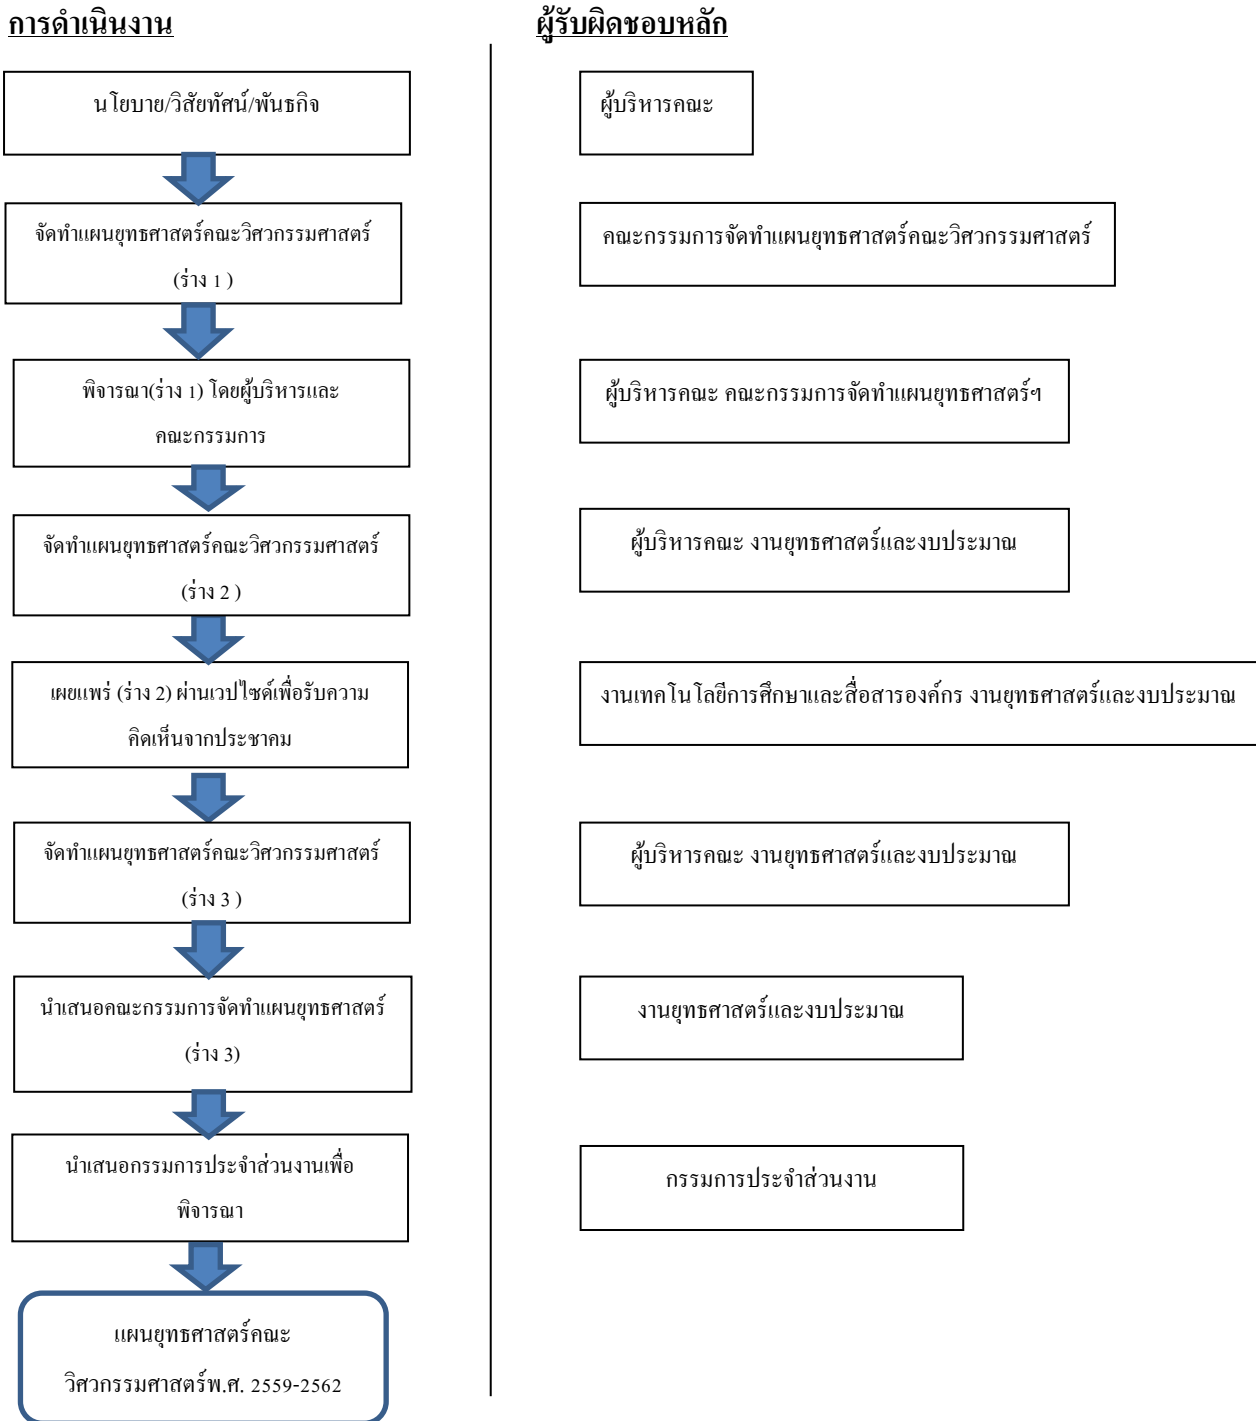 การดำเนินงาน
ผู้รับผิดชอบหลัก
นโยบาย/วิสัยทัศน์/พันธกิจ
ผู้บริหารคณะ
จัดทำแผนยุทธศาสตร์คณะวิศวกรรมศาสตร์
(ร่าง 1 )
คณะกรรมการจัดทำแผนยุทธศาสตร์คณะวิศวกรรมศาสตร์
พิจารณา(ร่าง 1) โดยผู้บริหารและ
คณะกรรมการ
ผู้บริหารคณะ คณะกรรมการจัดทำแผนยุทธศาสตร์ฯ
จัดทำแผนยุทธศาสตร์คณะวิศวกรรมศาสตร์
(ร่าง 2 )
ผู้บริหารคณะ งานยุทธศาสตร์และงบประมาณ
เผยแพร่ (ร่าง 2) ผ่านเวปไซด์เพื่อรับความ
คิดเห็นจากประชาคม
งานเทคโนโลยีการศึกษาและสื่อสารองค์กร งานยุทธศาสตร์และงบประมาณ
จัดทำแผนยุทธศาสตร์คณะวิศวกรรมศาสตร์
(ร่าง 3 )
ผู้บริหารคณะ งานยุทธศาสตร์และงบประมาณ
นำเสนอคณะกรรมการจัดทำแผนยุทธศาสตร์
(ร่าง 3)
งานยุทธศาสตร์และงบประมาณ
นำเสนอกรรมการประจำส่วนงานเพื่อ
พิจารณา
กรรมการประจำส่วนงาน
แผนยุทธศาสตร์คณะ
วิศวกรรมศาสตร์พ.ศ. 2559-2562